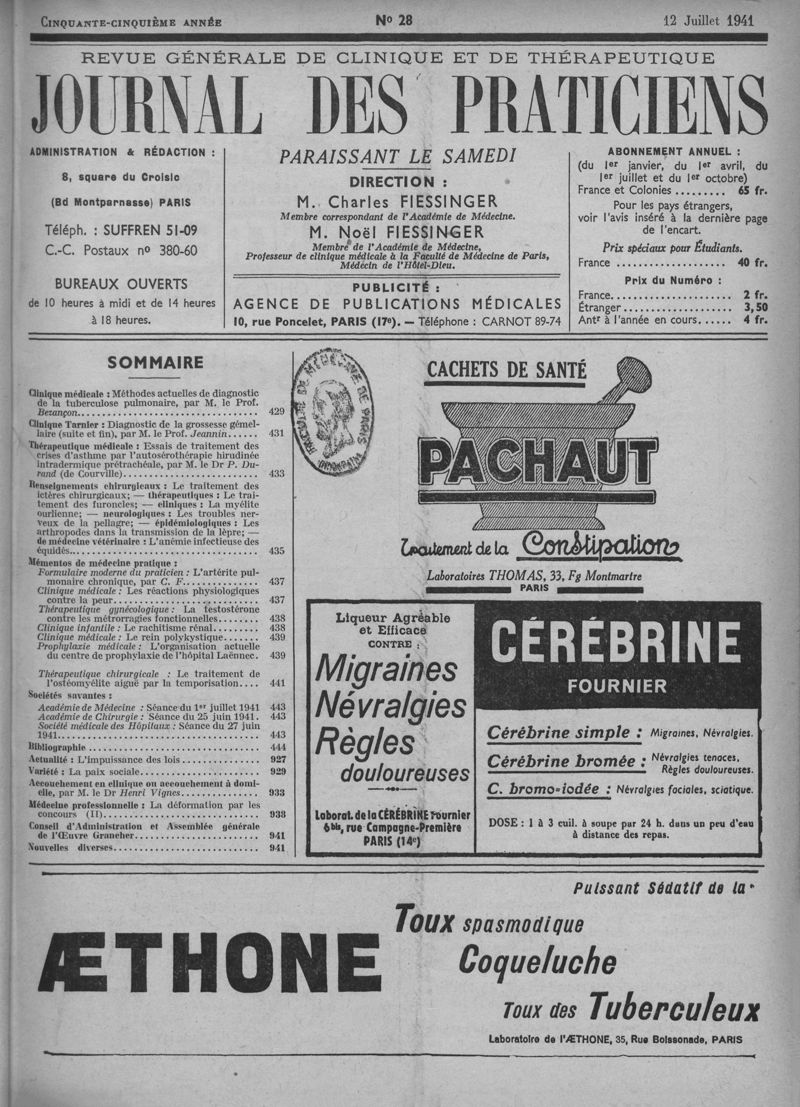 CINQUANTE-CINQUIÈME ANNÉE
No 28
12 Juillet 1941
REVUE GÉNÉRALE DE CLINIQUE ET DE THÉRAPEUTIQUE
JOURNAL DES PRATICIENS
ADMINISTRATION & RÉDACTION :
8, square du Croisic
(Bd Montparnasse) PARIS
Téléph. : SUFFREN 51-09
C.-C. Postaux no 380-60
BUREAUX OUVERTS
de 10 heures à midi et de 14 heures
à 18 heures.
PARAISSANT LE SAMEDI
DIRECTION :
M. Charles FIESSINGER
Membre correspondant de l'Académie de Médecine.
M. Noël FIESSINGER
Membre de l'Académie de Médecine,
Professeur de clinique médicale à la Faculté de Médecine de Paris,
Médecin de l'Hôtel-Dieu.
PUBLICITÉ :
AGENCE DE PUBLICATIONS MÉDICALES
10, rue Poncelet, PARIS (17e). — Téléphone : CARNOT 89-74
ABONNEMENT ANNUEL :
(du 1er janvier, du 1er avril, du
1er juillet et du 1er octobre)
France et Colonies ......... 65 fr.
Pour les pays étrangers,
voir l'avis inséré à la dernière page
de l'encart.
Prix spéciaux pour Étudiants.
France .................. 40 fr.
Prix du Numéro :
France..................... 2 fr.
Étranger................... 3,50
Antr à l'année en cours...... 4 fr.
SOMMAIRE
Clinique médicale : Méthodes actuelles de diagnostic
de la tuberculose pulmonaire, par M. le Prof.
Bezançon................................ 429
Clinique Tarnier : Diagnostic de la grossesse gémel-
laire (suite et fin), par M. le Prof. Jeannin...... 431
Thérapeutique médicale : Essais de traitement des
crises d'asthme par l'autosérothérapie hirudinée
intradermique prétrachéale, par M. le Dr P. Du-
rand (de Courville)........................ 433
Renseignements chirurgicaux : Le traitement des
ictères chirurgicaux; — thérapeutiques : Le trai-
tement des furoncles; — cliniques : La myélite
ourlienne; — neurologiques : Les troubles ner-
veux de la pellagre; — épidémiologiques : Les
arthropodes dans la transmission de la lèpre; —
de médecine vétérinaire : L'anémie infectieuse des
équidés................................. 435
Mémentos de médecine pratique :
Formulaire moderne du praticien : L'artérite pul-
monaire chronique, par C. F.............. 437
Clinique médicale : Les réactions physiologiques
contre la peur.......................... 437
Thérapeutique gynécologique : La testostérone
contre les métrorragies fonctionnelles........ 438
Clinique infantile : Le rachitisme rénal......... 438
Clinique médicale : Le rein polykystique....... 439
Prophylaxie médicale : L'organisation actuelle
du centre de prophylaxie de l'hôpital Laënnec. 439
Thérapeutique chirurgicale : Le traitement de
l'ostéomyélite aiguë par la temporisation.... 441
Sociétés savantes :
Académie de Médecine : Séance du 1er juillet 1941 443
Académie de Chirurgie : Séance du 25 juin 1941. 443
Société médicale des Hôpitaux : Séance du 27 juin
1941.................................... 443
Bibliographie .............................. 444
Actualité : L'impuissance des lois.............. 927
Variété : La paix sociale..................... 929
Accouchement en clinique ou accouchement à domi-
cile, par M. le Dr Henri Vignes............... 933
Médecine professionnelle : La déformation par les
concours (II)........................... 938
Conseil d'Administration et Assemblée générale
de l'Œuvre Grancher...................... 941
Nouvelles diverses......................... 941
CACHETS DE SANTÉ
PACHAUT
Traitement de la Constipation
Laboratoires THOMAS, 33, Fg Montmartre
PARIS
Liqueur Agréable
et Efficace
CONTRE :
Migraines
Névralgies
Règles
douloureuses
Laborat. de la CÉRÉBRINE Fournier
6 bis, rue Campagne-Première
PARIS (14e)
CÉRÉBRINE
FOURNIER
Cérébrine simple : Migraines, Névralgies.
Cérébrine bromée : Névralgies tenaces,
Règles douloureuses.
C. bromo=iodée : Névralgies faciales, sciatique.
DOSE : 1 à 3 cuil. à soupe par 24 h. dans un peu d'eau
à distance des repas.
ÆTHONE
Puissant Sédatif de la
Toux spasmodique
Coqueluche
Toux des Tuberculeux
Laboratoire de l'ÆTHONE, 35, Rue Boissonade, PARIS